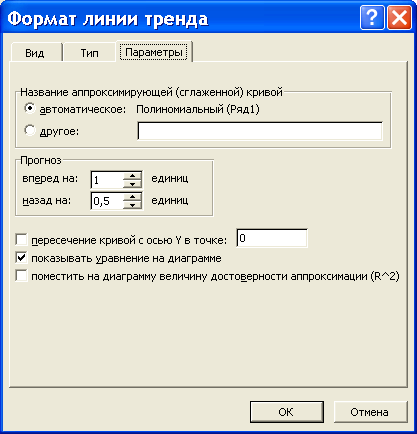 Формат линии тренда
Вид Тип Параметры
Название аппроксимирующей (сглаженной) кривой
автоматическое: Полиномиальный (Ряд1)
другое:
Прогноз
вперед на: 1 единиц
назад на: 0,5 единиц
пересечение кривой с осью Y в точке: 0
показывать уравнение на диаграмме
поместить на диаграмму величину достоверности аппроксимации (R^2)
OK Отмена